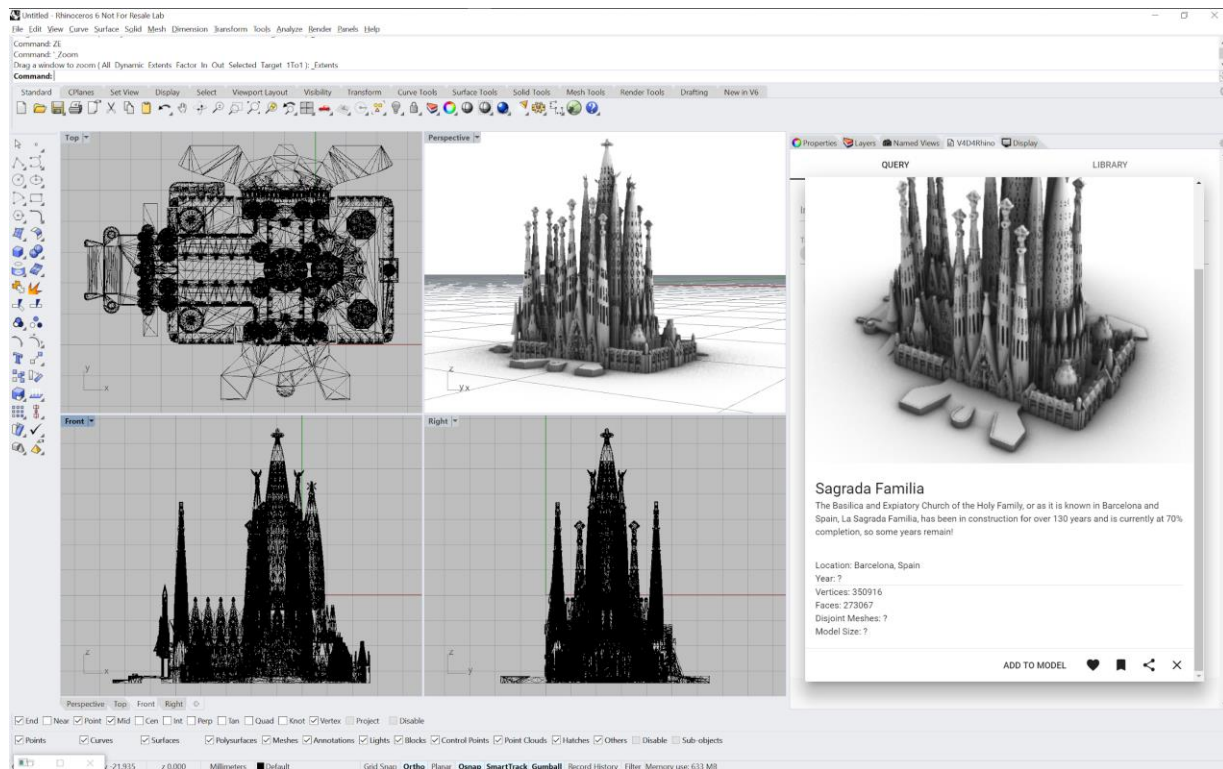 Untitled - Rhinoceros 6 Not For Resale Lab
File Edit View Curve Surface Solid Mesh Dimension Transform Tools Analyze Render Panels Help
Command: ZE
Command: '_Zoom
Drag a window to zoom ( All Dynamic Extents Factor In Out Selected Target 1To1 ): _Extents
Command:
Standard CPlanes Set View Display Select Viewport Layout Visibility Transform Curve Tools Surface Tools Solid Tools Mesh Tools Render Tools Drafting New in V6
Top
y
x
Perspective
z
y x
Front
z
x
Right
z
y
Properties Layers Named Views V4D4Rhino Display
QUERY LIBRARY
Sagrada Familia
The Basilica and Expiatory Church of the Holy Family, or as it is known in Barcelona and
Spain, La Sagrada Familia, has been in construction for over 130 years and is currently at 70%
completion, so some years remain!
Location: Barcelona, Spain
Year: ?
Vertices: 350916
Faces: 273067
Disjoint Meshes: ?
Model Size: ?
ADD TO MODEL
Perspective Top Front Right
End Near Point Mid Cen Int Perp Tan Quad Knot Vertex Project Disable
Points Curves Surfaces Polysurfaces Meshes Annotations Lights Blocks Control Points Point Clouds Hatches Others Disable Sub-objects
-21.935 z 0.000 Millimeters Default Grid Snap Ortho Planar Osnap SmartTrack Gumball Record History Filter Memory use: 633 MB